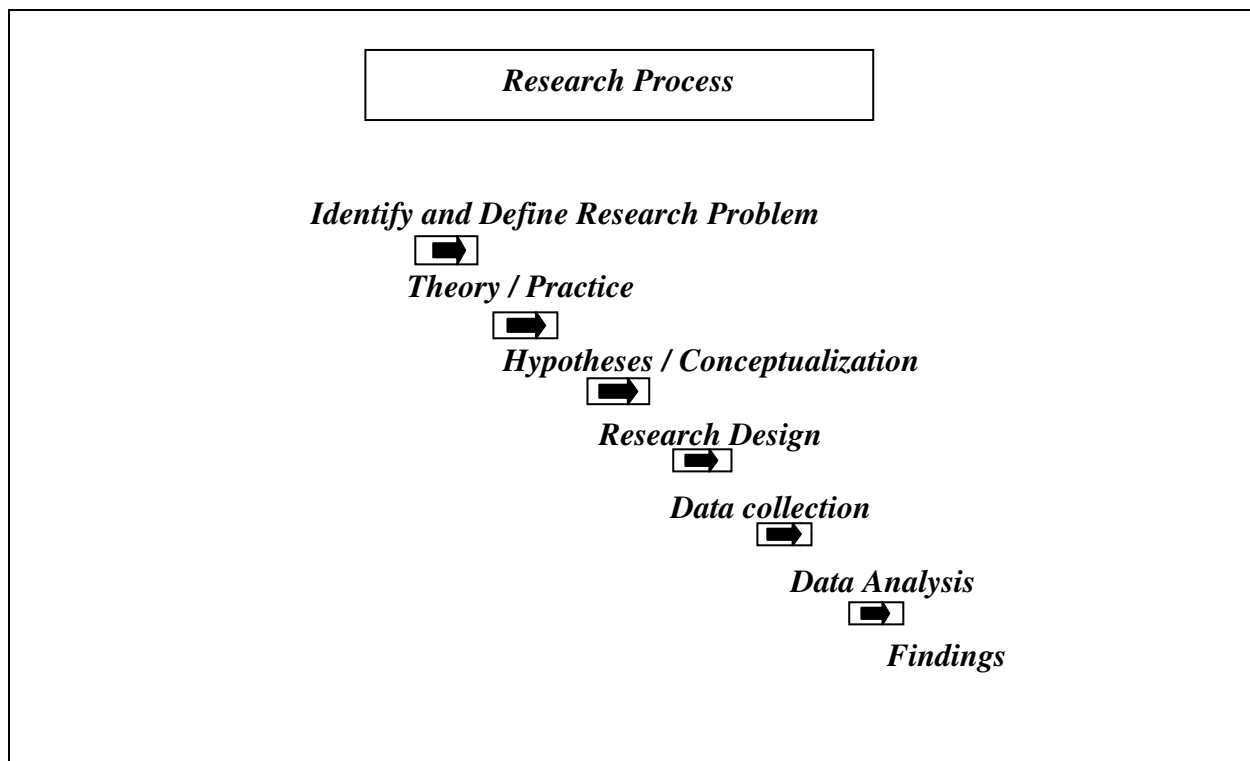 Research Process
Identify and Define Research Problem
Theory / Practice
Hypotheses / Conceptualization
Research Design
Data collection
Data Analysis
Findings